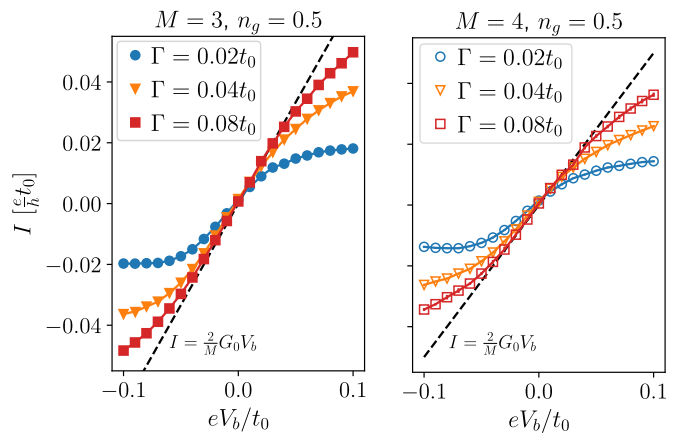 M = 3, n_g = 0.5
Γ = 0.02t_0
Γ = 0.04t_0
Γ = 0.08t_0
0.04
0.02
0.00
−0.02
−0.04
I [e/h t_0]
I = 2/M G_0V_b
−0.1
0.0
0.1
eV_b/t_0
M = 4, n_g = 0.5
Γ = 0.02t_0
Γ = 0.04t_0
Γ = 0.08t_0
I = 2/M G_0V_b
−0.1
0.0
0.1
eV_b/t_0